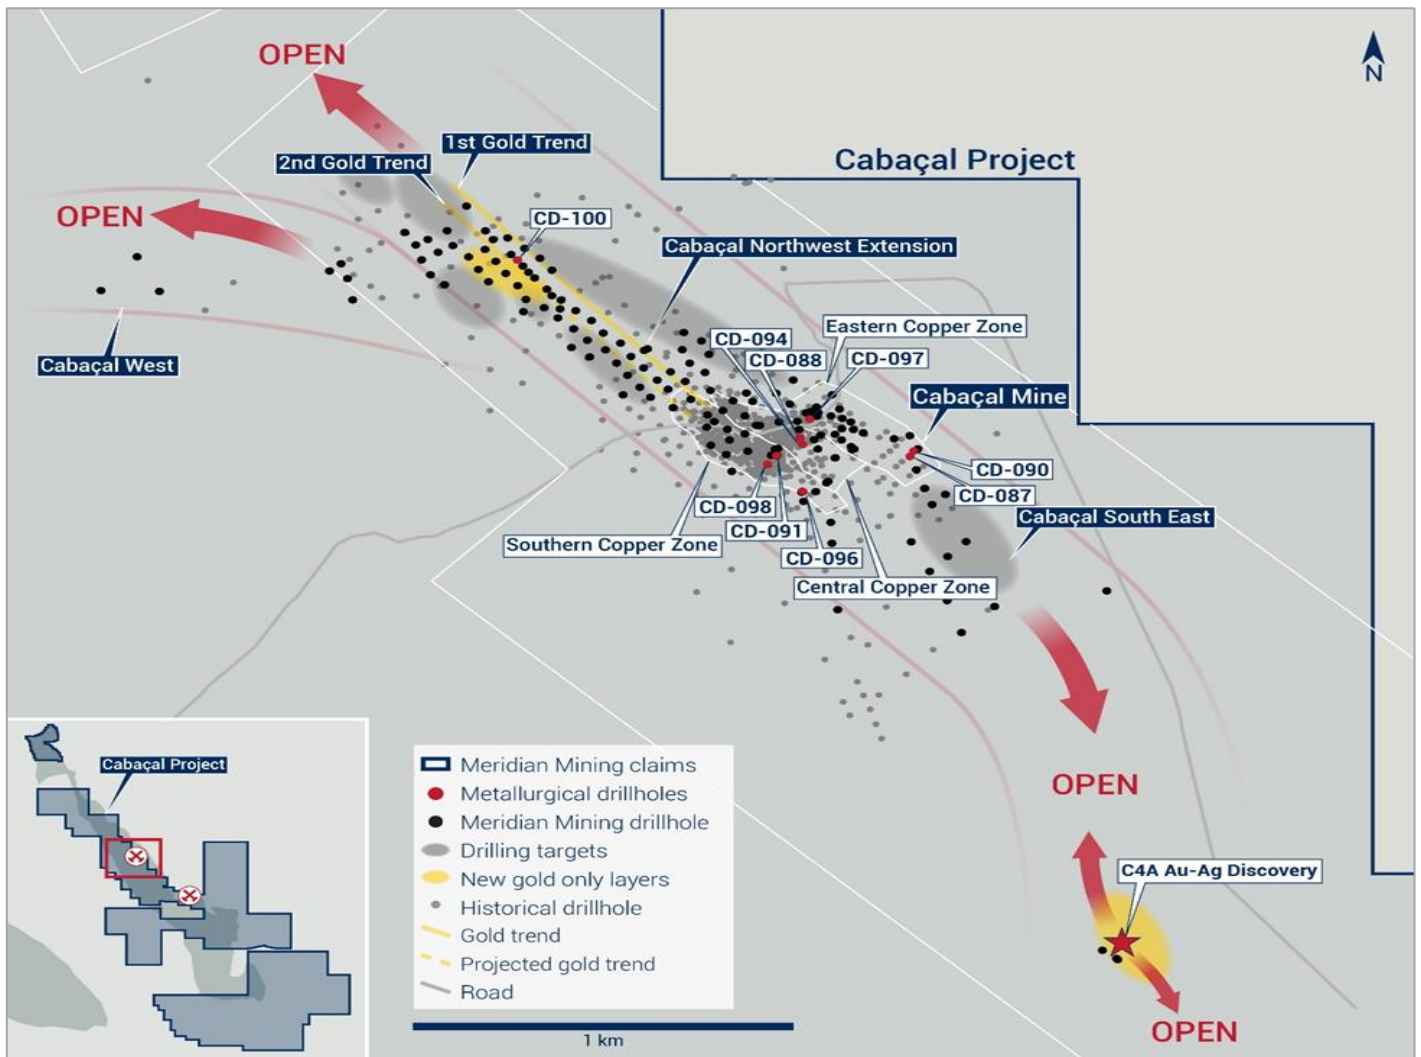 OPEN
N
1st Gold Trend
2nd Gold Trend
Cabaçal Project
OPEN
CD-100
Cabaçal Northwest Extension
Eastern Copper Zone
CD-094
CD-088
CD-097
Cabaçal West
Cabaçal Mine
CD-090
CD-087
CD-098
Cabaçal South East
CD-091
Southern Copper Zone
CD-096
Central Copper Zone
OPEN
Cabaçal Project
Meridian Mining claims
Metallurgical drillholes
Meridian Mining drillhole
Drilling targets
New gold only layers
Historical drillhole
Gold trend
Projected gold trend
Road
1 km
C4A Au-Ag Discovery
OPEN